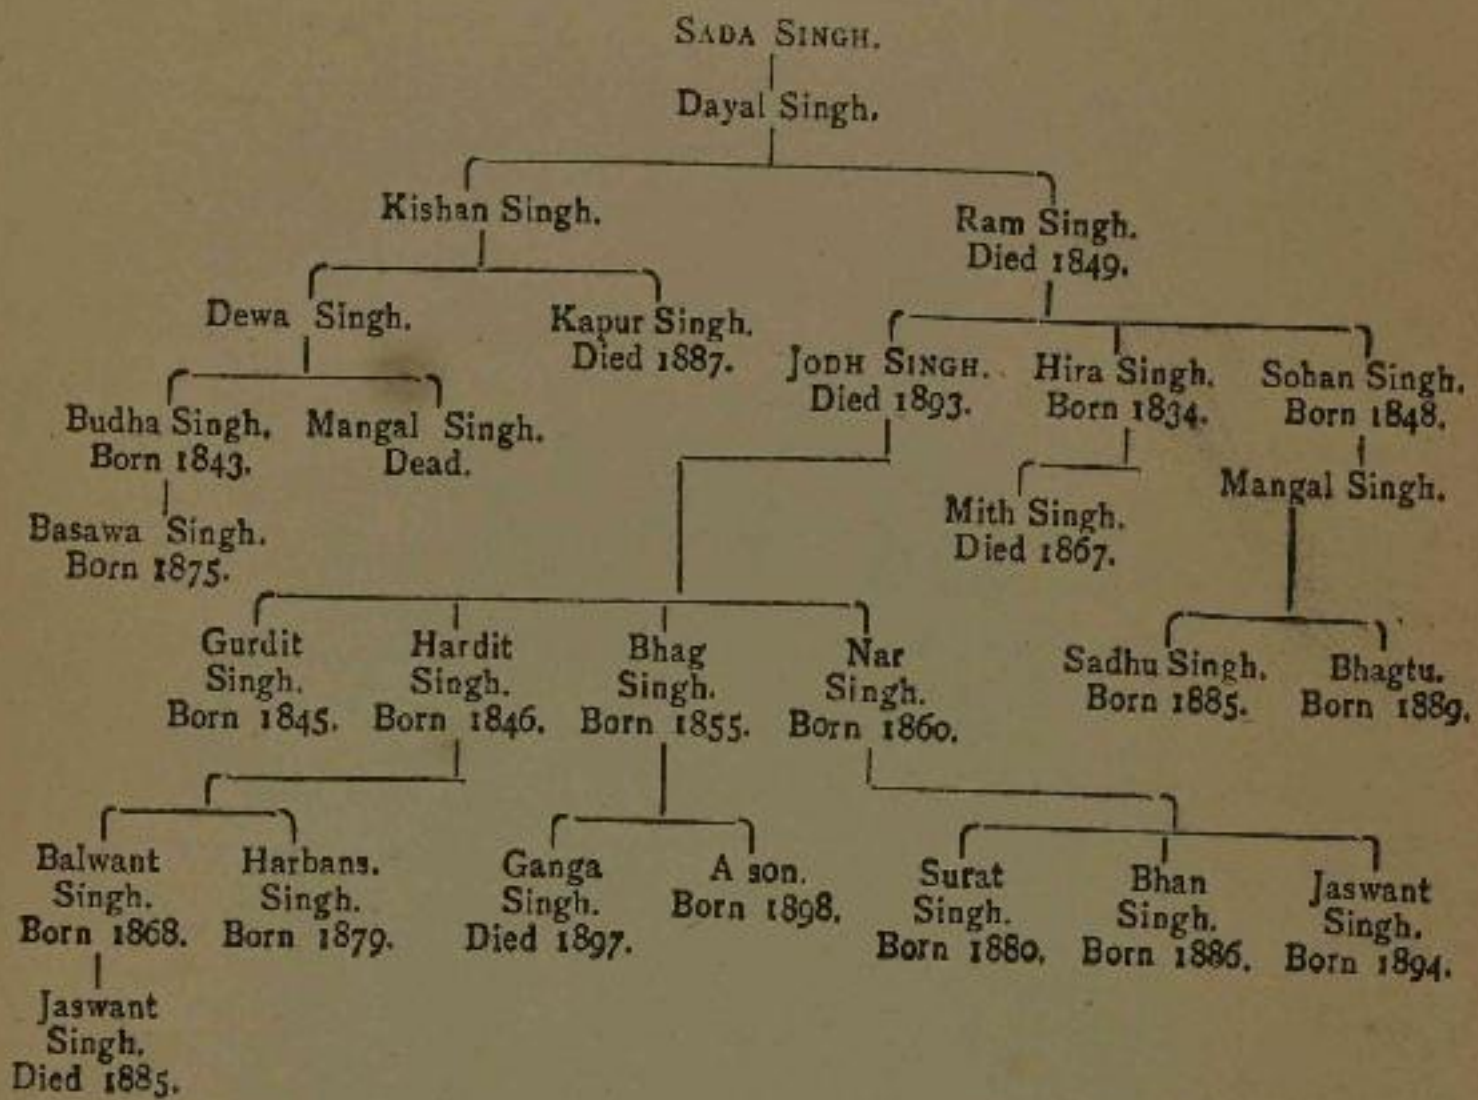 SADA SINGH.
Dayal Singh.
Kishan Singh.
Ram Singh.
Died 1849.
Dewa Singh.
Kapur Singh.
Died 1887.
JODH SINGH.
Died 1893.
Hira Singh.
Born 1834.
Sohan Singh.
Born 1848.
Budha Singh.
Born 1843.
Mangal Singh.
Dead.
Mith Singh.
Died 1867.
Mangal Singh.
Basawa Singh.
Born 1875.
Gurdit
Singh.
Born 1845.
Hardit
Singh.
Born 1846.
Bhag
Singh.
Born 1855.
Nar
Singh.
Born 1860.
Sadhu Singh.
Born 1885.
Bhagtu.
Born 1889.
Balwant
Singh.
Born 1868.
Harbans.
Singh.
Born 1879.
Ganga
Singh.
Died 1897.
A son.
Born 1898.
Surat
Singh.
Born 1880.
Bhan
Singh.
Born 1886.
Jaswant
Singh.
Born 1894.
Jaswant
Singh.
Died 1885.